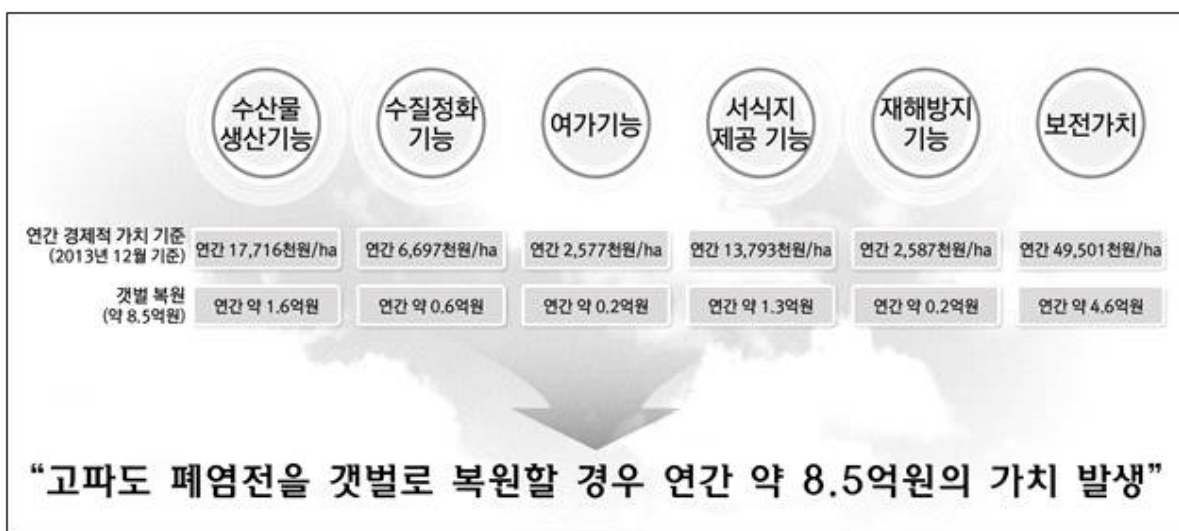 수산물
생산기능
수질정화
기능
여가기능
서식지
제공 기능
재해방지
기능
보전가치
연간 경제적 가치 기준
(2013년 12월 기준)
연간 17,716천원/ha
연간 6,697천원/ha
연간 2,577천원/ha
연간 13,793천원/ha
연간 2,587천원/ha
연간 49,501천원/ha
갯벌 복원
(약 8.5억원)
연간 약 1.6억원
연간 약 0.6억원
연간 약 0.2억원
연간 약 1.3억원
연간 약 0.2억원
연간 약 4.6억원
“고파도 폐염전을 갯벌로 복원할 경우 연간 약 8.5억원의 가치 발생”